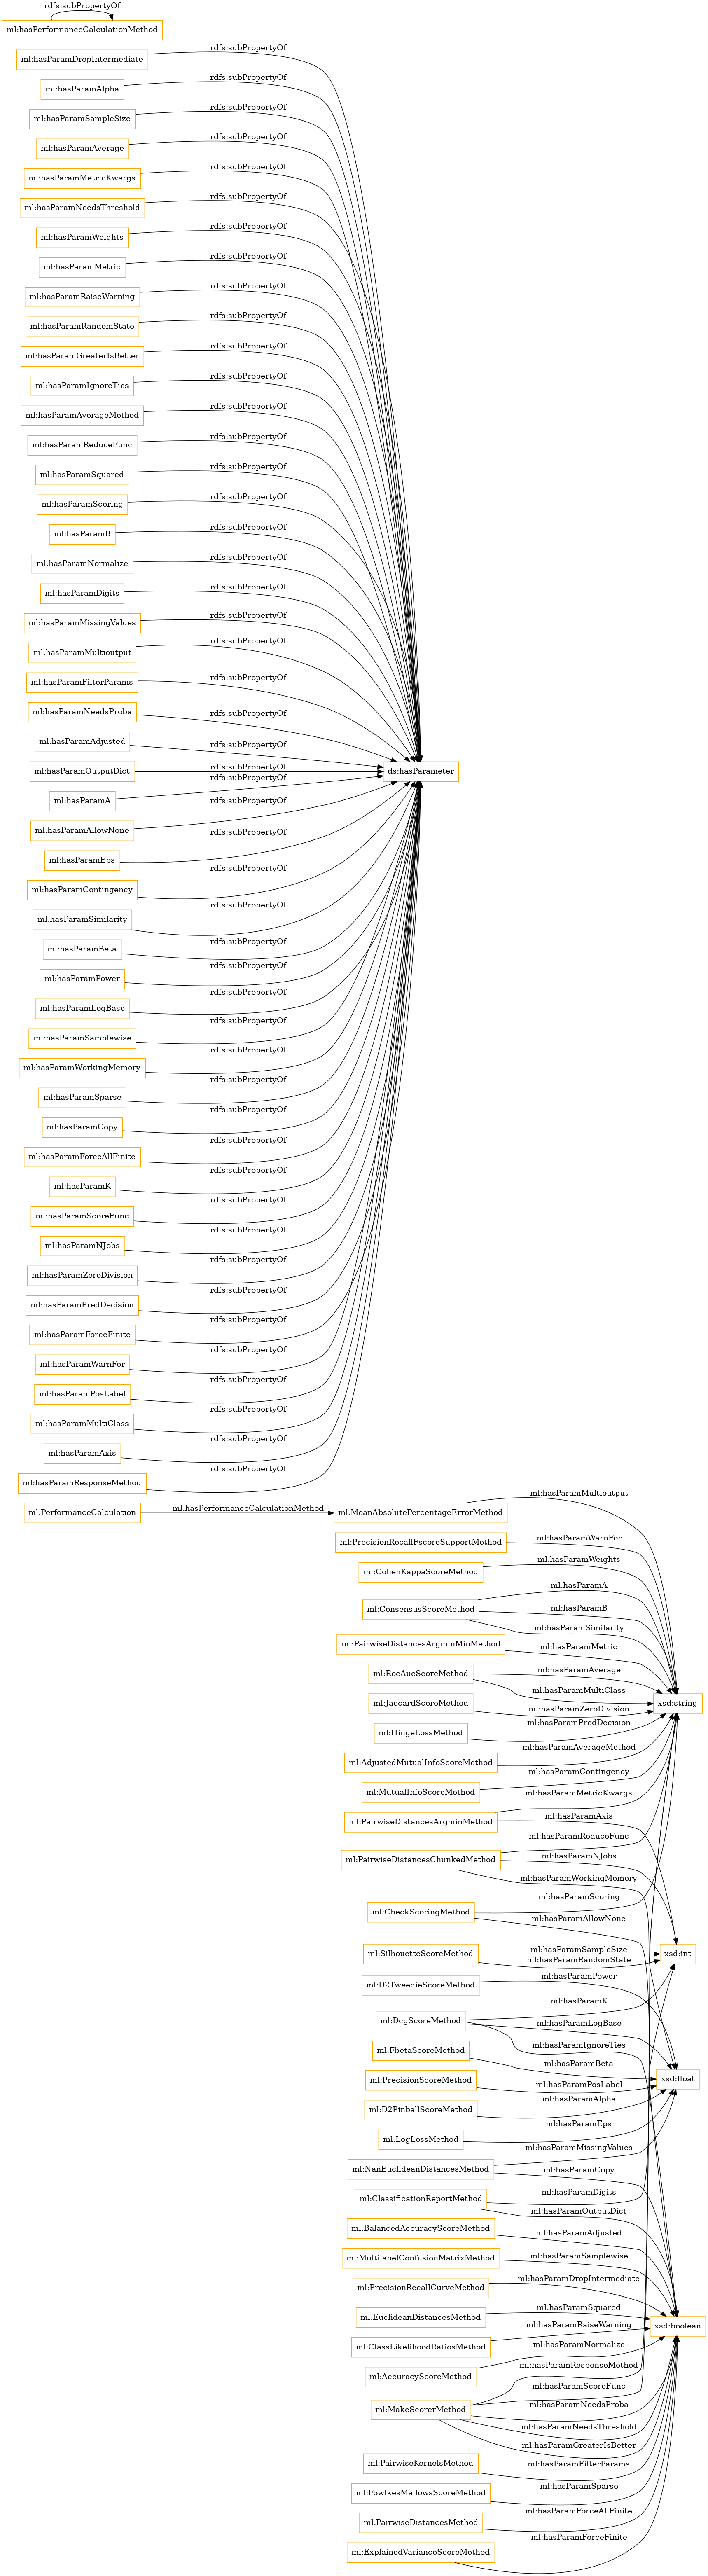 rdfs:subPropertyOf
ml:hasPerformanceCalculationMethod
ml:hasParamDropIntermediate
rdfs:subPropertyOf
ml:hasParamAlpha
rdfs:subPropertyOf
ml:hasParamSampleSize
rdfs:subPropertyOf
ml:hasParamAverage
rdfs:subPropertyOf
ml:hasParamMetricKwargs
rdfs:subPropertyOf
ml:hasParamNeedsThreshold
rdfs:subPropertyOf
ml:hasParamWeights
rdfs:subPropertyOf
ml:hasParamMetric
rdfs:subPropertyOf
ml:hasParamRaiseWarning
rdfs:subPropertyOf
ml:hasParamRandomState
rdfs:subPropertyOf
ml:hasParamGreaterIsBetter
rdfs:subPropertyOf
ml:hasParamIgnoreTies
rdfs:subPropertyOf
ml:hasParamAverageMethod
rdfs:subPropertyOf
ml:hasParamReduceFunc
rdfs:subPropertyOf
ml:hasParamSquared
rdfs:subPropertyOf
ml:hasParamScoring
rdfs:subPropertyOf
ml:hasParamB
rdfs:subPropertyOf
ml:hasParamNormalize
rdfs:subPropertyOf
ml:hasParamDigits
rdfs:subPropertyOf
ml:hasParamMissingValues
rdfs:subPropertyOf
ml:hasParamMultioutput
rdfs:subPropertyOf
ml:hasParamFilterParams
rdfs:subPropertyOf
ml:hasParamNeedsProba
rdfs:subPropertyOf
ml:hasParamAdjusted
rdfs:subPropertyOf
ml:hasParamOutputDict
rdfs:subPropertyOf
ds:hasParameter
rdfs:subPropertyOf
ml:hasParamA
rdfs:subPropertyOf
ml:hasParamAllowNone
rdfs:subPropertyOf
ml:hasParamEps
rdfs:subPropertyOf
ml:hasParamContingency
rdfs:subPropertyOf
ml:hasParamSimilarity
rdfs:subPropertyOf
ml:hasParamBeta
rdfs:subPropertyOf
ml:hasParamPower
rdfs:subPropertyOf
ml:hasParamLogBase
rdfs:subPropertyOf
ml:hasParamSamplewise
rdfs:subPropertyOf
ml:hasParamWorkingMemory
rdfs:subPropertyOf
ml:hasParamSparse
rdfs:subPropertyOf
ml:hasParamCopy
rdfs:subPropertyOf
ml:hasParamForceAllFinite
rdfs:subPropertyOf
ml:hasParamK
rdfs:subPropertyOf
ml:hasParamScoreFunc
rdfs:subPropertyOf
ml:hasParamNJobs
rdfs:subPropertyOf
ml:hasParamZeroDivision
rdfs:subPropertyOf
ml:hasParamPredDecision
rdfs:subPropertyOf
ml:hasParamForceFinite
rdfs:subPropertyOf
ml:hasParamWarnFor
rdfs:subPropertyOf
ml:hasParamPosLabel
rdfs:subPropertyOf
ml:hasParamMultiClass
rdfs:subPropertyOf
ml:hasParamAxis
rdfs:subPropertyOf
ml:hasParamResponseMethod
ml:PerformanceCalculation
ml:hasPerformanceCalculationMethod
ml:MeanAbsolutePercentageErrorMethod
ml:hasParamMultioutput
ml:PrecisionRecallFscoreSupportMethod
ml:hasParamWarnFor
ml:CohenKappaScoreMethod
ml:hasParamWeights
ml:ConsensusScoreMethod
ml:hasParamA
ml:hasParamB
ml:hasParamSimilarity
ml:PairwiseDistancesArgminMinMethod
ml:hasParamMetric
ml:RocAucScoreMethod
ml:hasParamAverage
ml:hasParamMultiClass
xsd:string
ml:JaccardScoreMethod
ml:hasParamZeroDivision
ml:HingeLossMethod
ml:hasParamPredDecision
ml:AdjustedMutualInfoScoreMethod
ml:hasParamAverageMethod
ml:MutualInfoScoreMethod
ml:hasParamContingency
ml:PairwiseDistancesArgminMethod
ml:hasParamMetricKwargs
ml:hasParamAxis
ml:PairwiseDistancesChunkedMethod
ml:hasParamReduceFunc
ml:hasParamNJobs
ml:hasParamWorkingMemory
ml:CheckScoringMethod
ml:hasParamScoring
ml:hasParamAllowNone
ml:SilhouetteScoreMethod
ml:hasParamSampleSize
ml:hasParamRandomState
xsd:int
ml:D2TweedieScoreMethod
ml:hasParamPower
ml:DcgScoreMethod
ml:hasParamK
ml:hasParamLogBase
ml:hasParamIgnoreTies
ml:FbetaScoreMethod
ml:hasParamBeta
xsd:float
ml:PrecisionScoreMethod
ml:hasParamPosLabel
ml:D2PinballScoreMethod
ml:hasParamAlpha
ml:LogLossMethod
ml:hasParamEps
ml:NanEuclideanDistancesMethod
ml:hasParamMissingValues
ml:hasParamCopy
ml:ClassificationReportMethod
ml:hasParamDigits
ml:hasParamOutputDict
ml:BalancedAccuracyScoreMethod
ml:hasParamAdjusted
ml:MultilabelConfusionMatrixMethod
ml:hasParamSamplewise
ml:PrecisionRecallCurveMethod
ml:hasParamDropIntermediate
ml:EuclideanDistancesMethod
ml:hasParamSquared
xsd:boolean
ml:ClassLikelihoodRatiosMethod
ml:hasParamRaiseWarning
ml:AccuracyScoreMethod
ml:hasParamNormalize
ml:MakeScorerMethod
ml:hasParamResponseMethod
ml:hasParamScoreFunc
ml:hasParamNeedsProba
ml:hasParamNeedsThreshold
ml:hasParamGreaterIsBetter
ml:PairwiseKernelsMethod
ml:hasParamFilterParams
ml:FowlkesMallowsScoreMethod
ml:hasParamSparse
ml:PairwiseDistancesMethod
ml:hasParamForceAllFinite
ml:ExplainedVarianceScoreMethod
ml:hasParamForceFinite